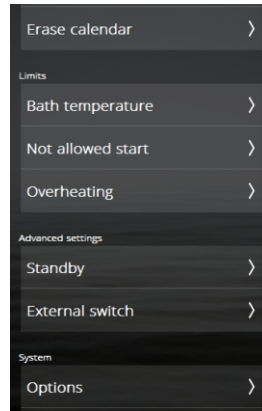 Erase calendar
Limits
Bath temperature
Not allowed start
Overheating
Advanced settings
Standby
External switch
System
Options